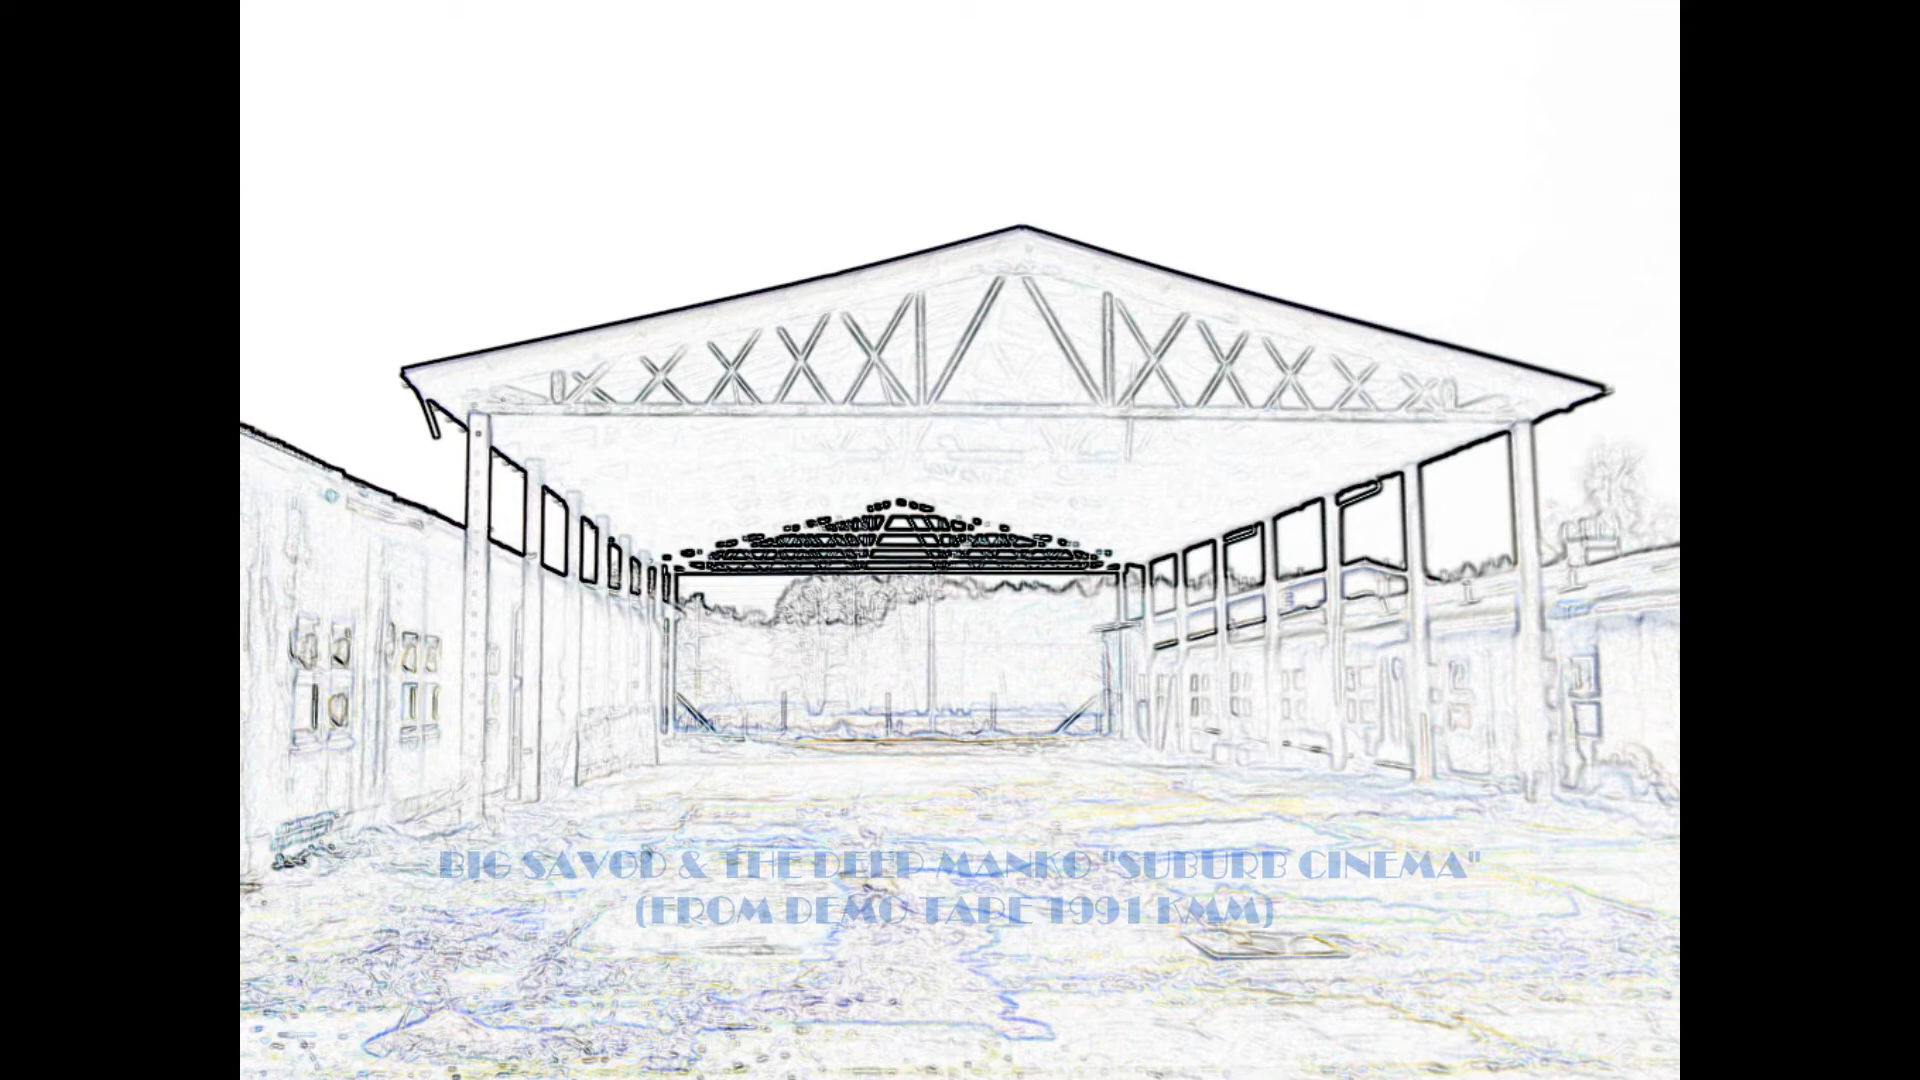 BIG SAVOD & THE DEEP MANKO "SUBURB CINEMA"
(FROM DEMO TAPE 1991 KMM)